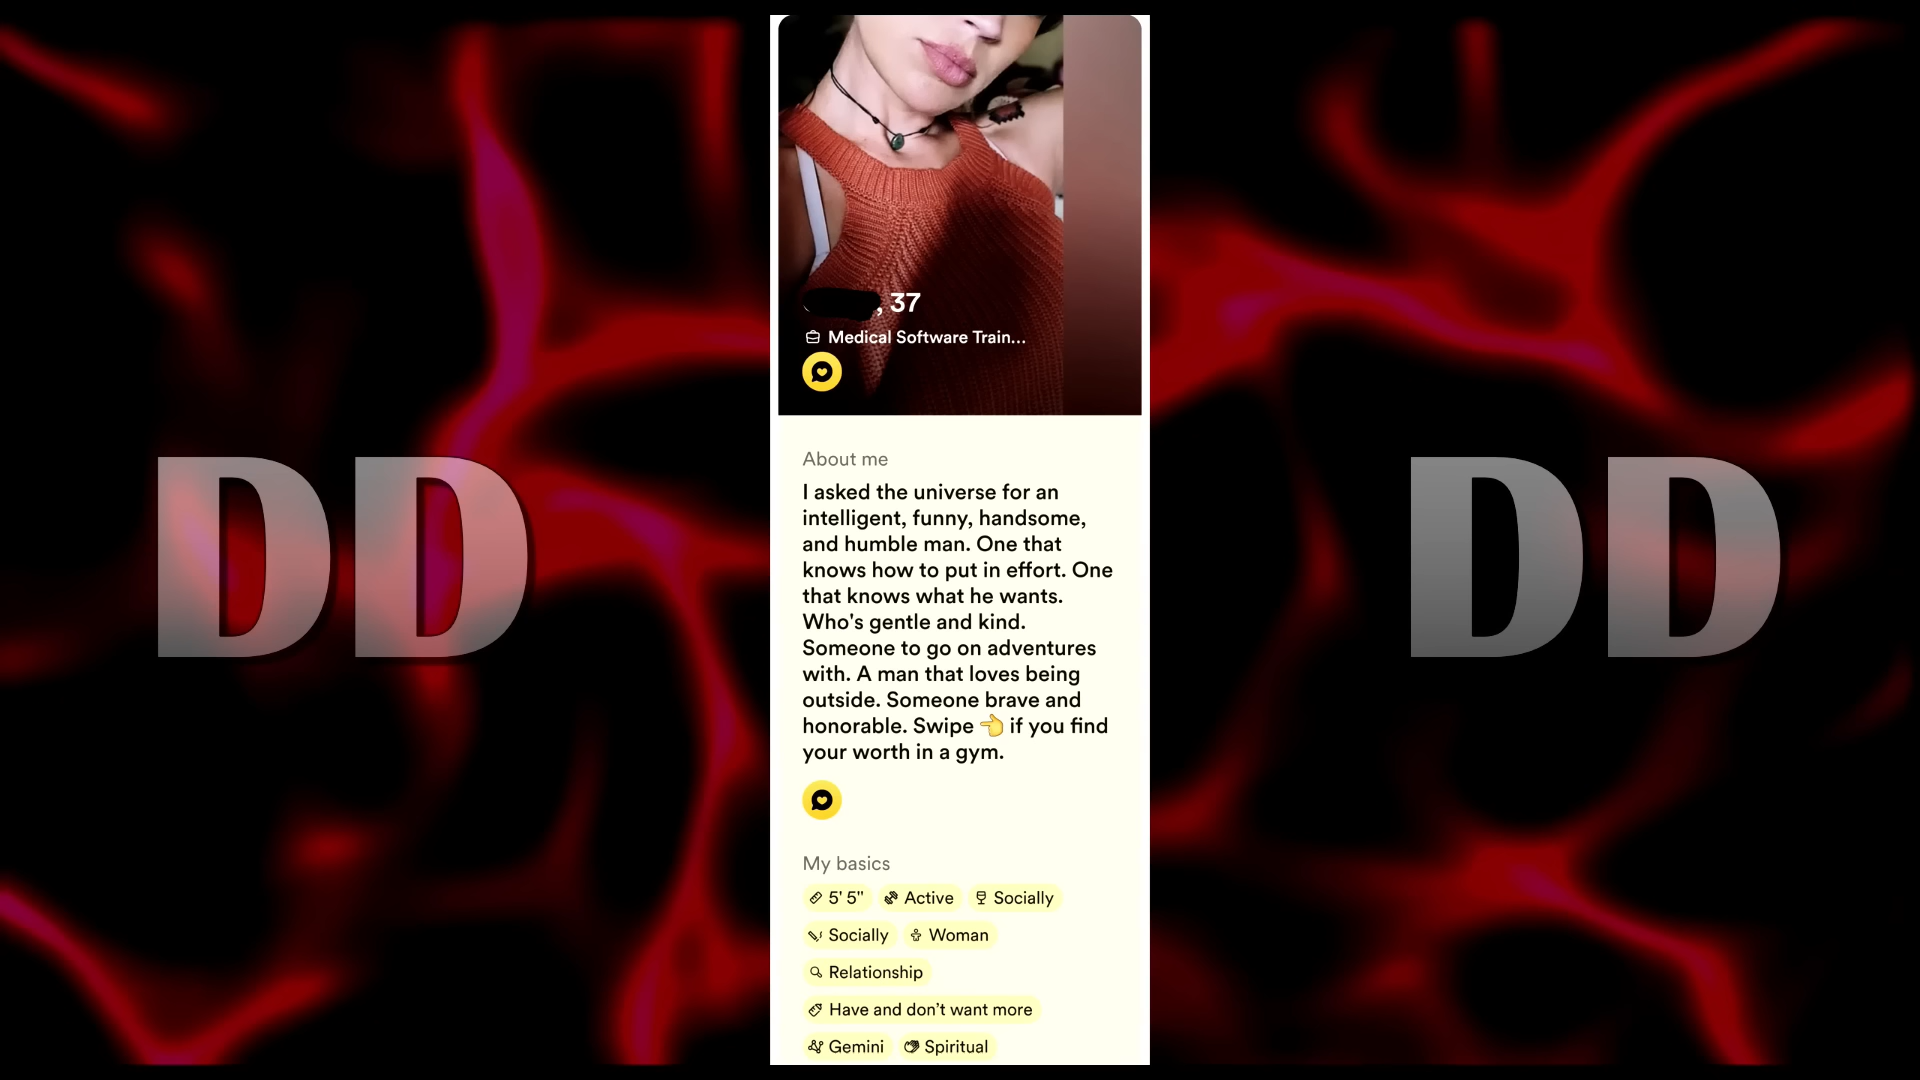 , 37
Medical Software Train...
About me
I asked the universe for an
intelligent, funny, handsome,
and humble man. One that
knows how to put in effort. One
that knows what he wants.
Who's gentle and kind.
Someone to go on adventures
with. A man that loves being
outside. Someone brave and
honorable. Swipe 👈 if you find
your worth in a gym.
DD
DD
My basics
5' 5" Active Socially
Socially Woman
Relationship
Have and don't want more
Gemini Spiritual